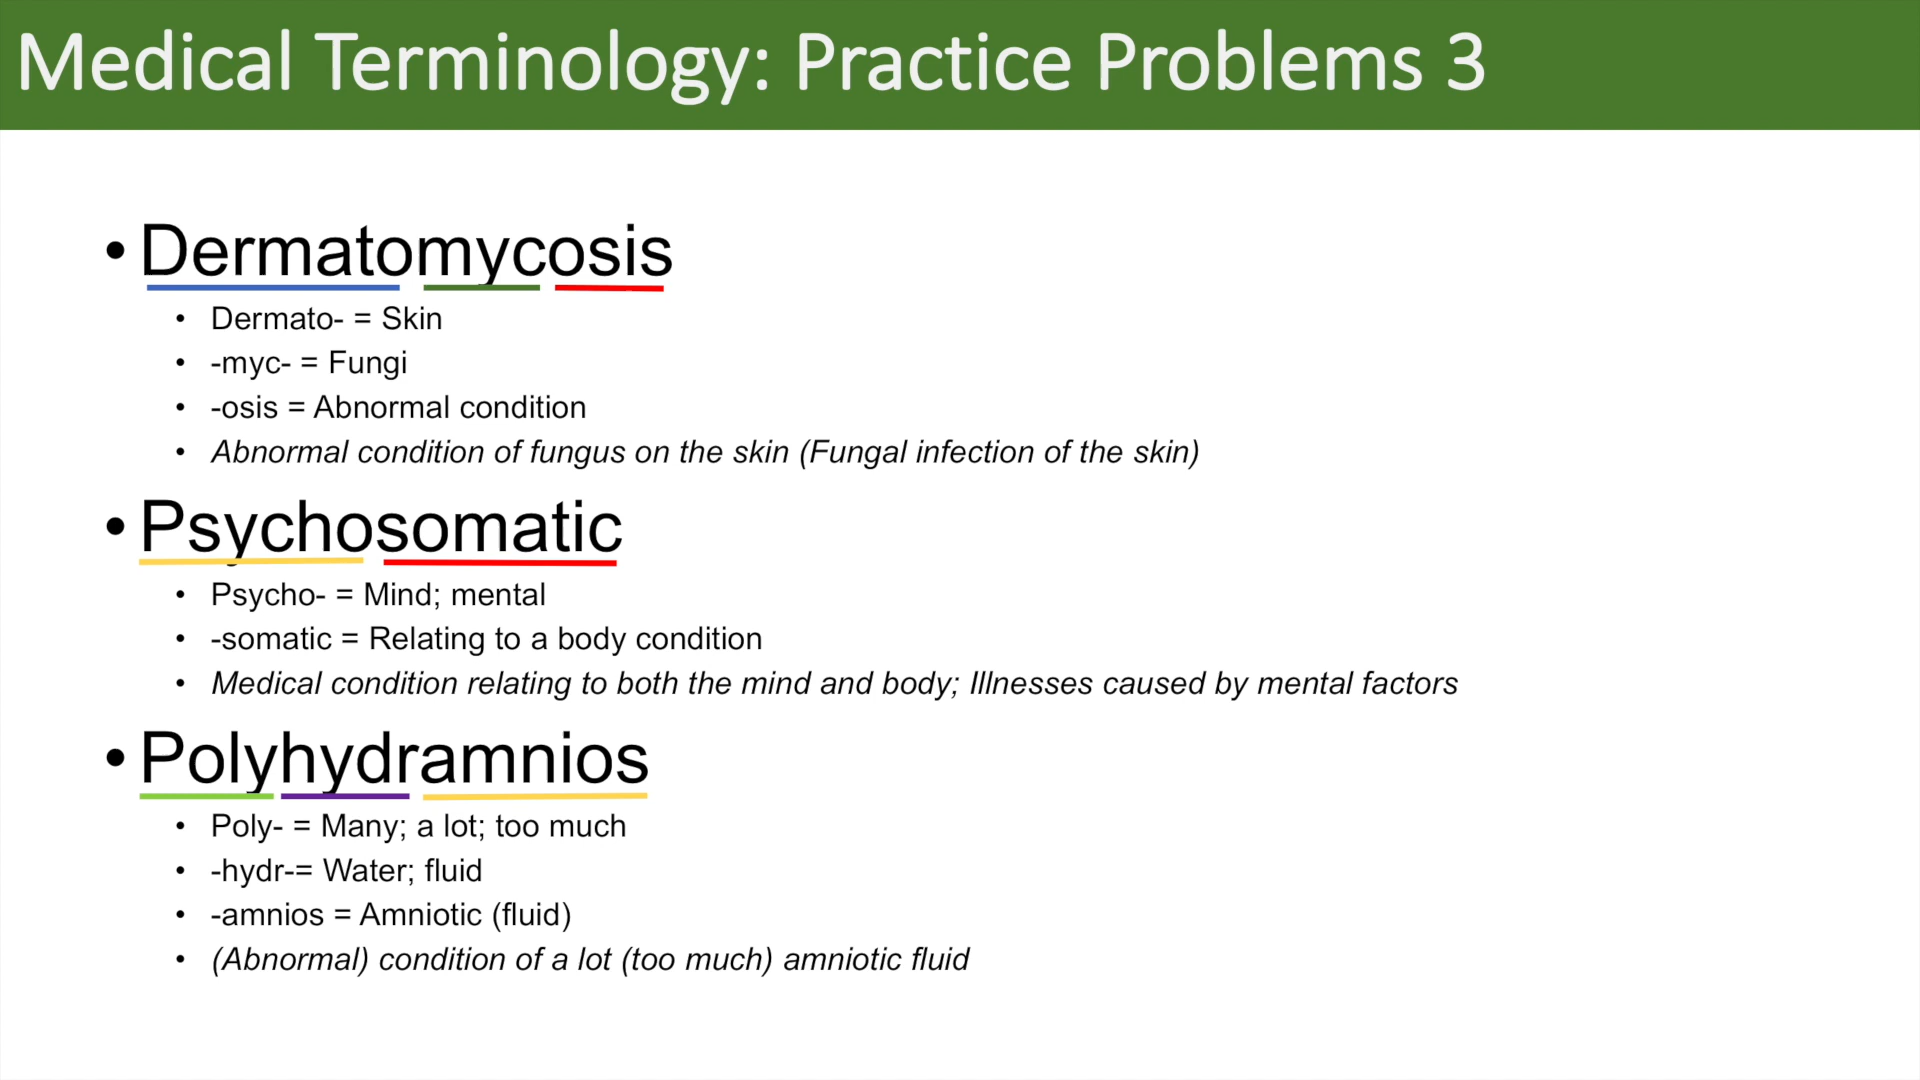 Medical Terminology: Practice Problems 3
• Dermatomycosis
• Dermato- = Skin
• -myc- = Fungi
• -osis = Abnormal condition
• Abnormal condition of fungus on the skin (Fungal infection of the skin)
• Psychosomatic
• Psycho- = Mind; mental
• -somatic = Relating to a body condition
• Medical condition relating to both the mind and body; Illnesses caused by mental factors
• Polyhydramnios
• Poly- = Many; a lot; too much
• -hydr-= Water; fluid
• -amnios = Amniotic (fluid)
• (Abnormal) condition of a lot (too much) amniotic fluid